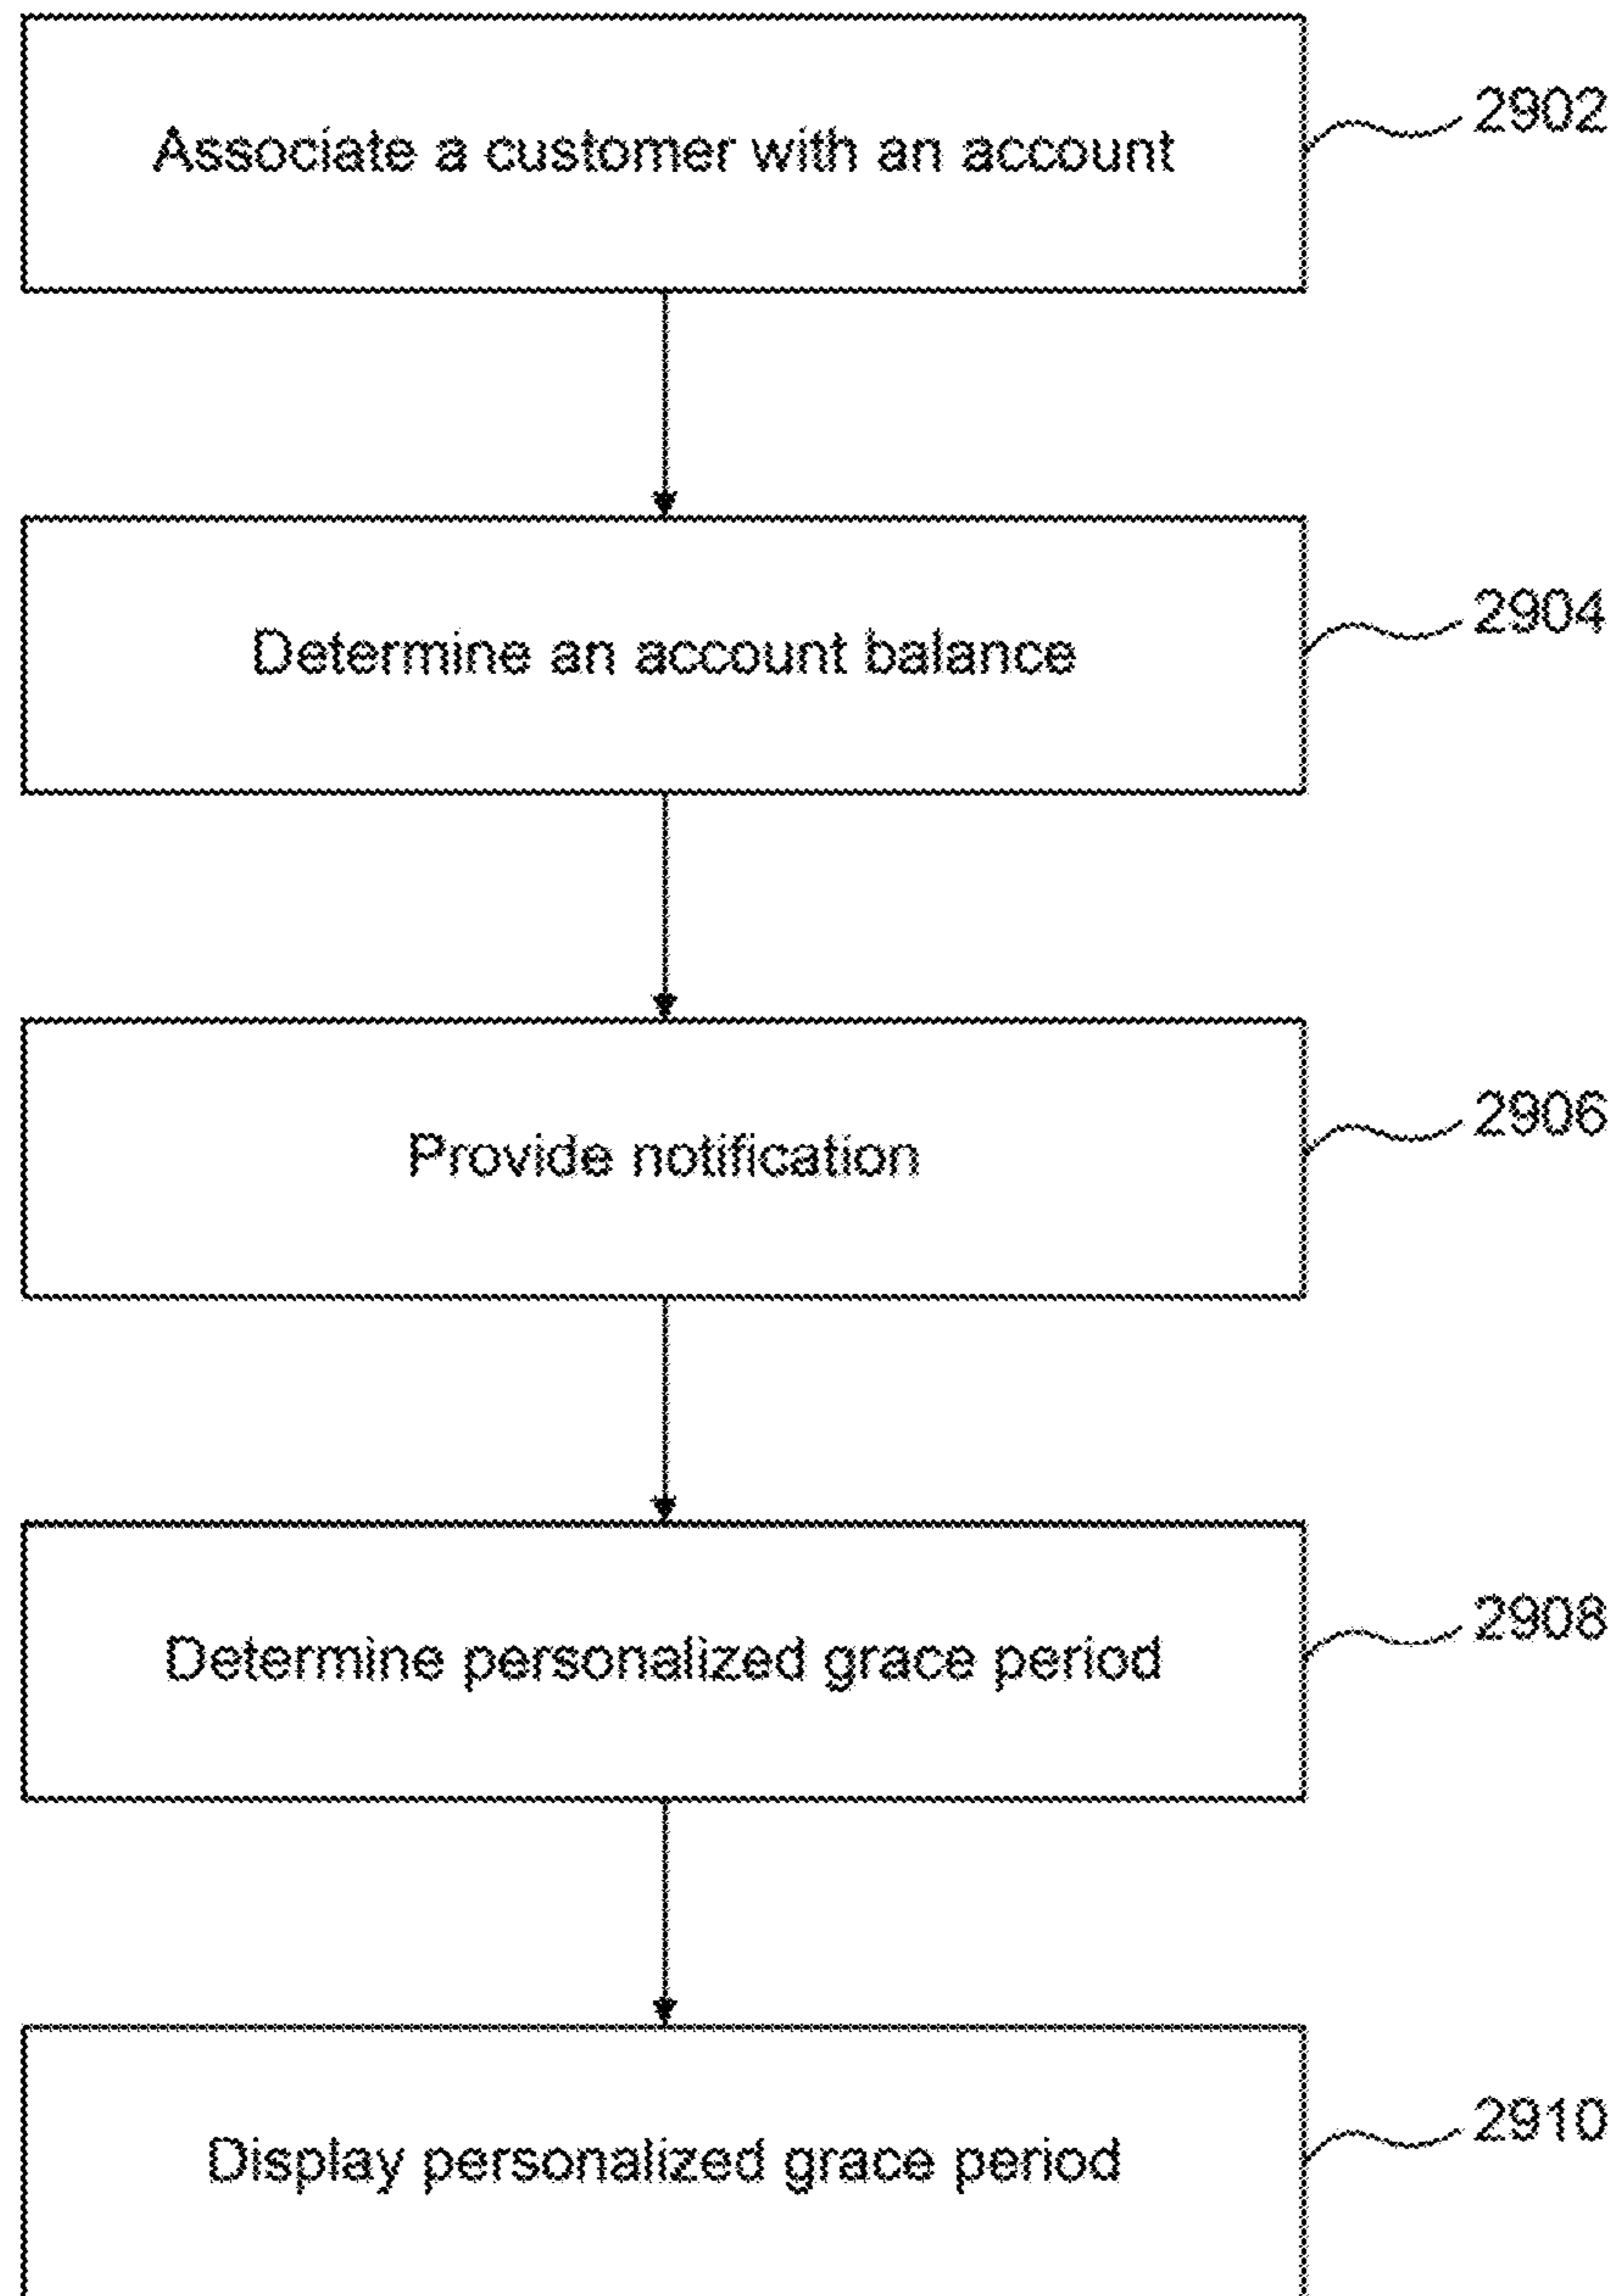 Associate a customer with an account
2902
Determine an account balance
2904
Provide notification
2906
Determine personalized grace period
2908
Display personalized grace period
2910